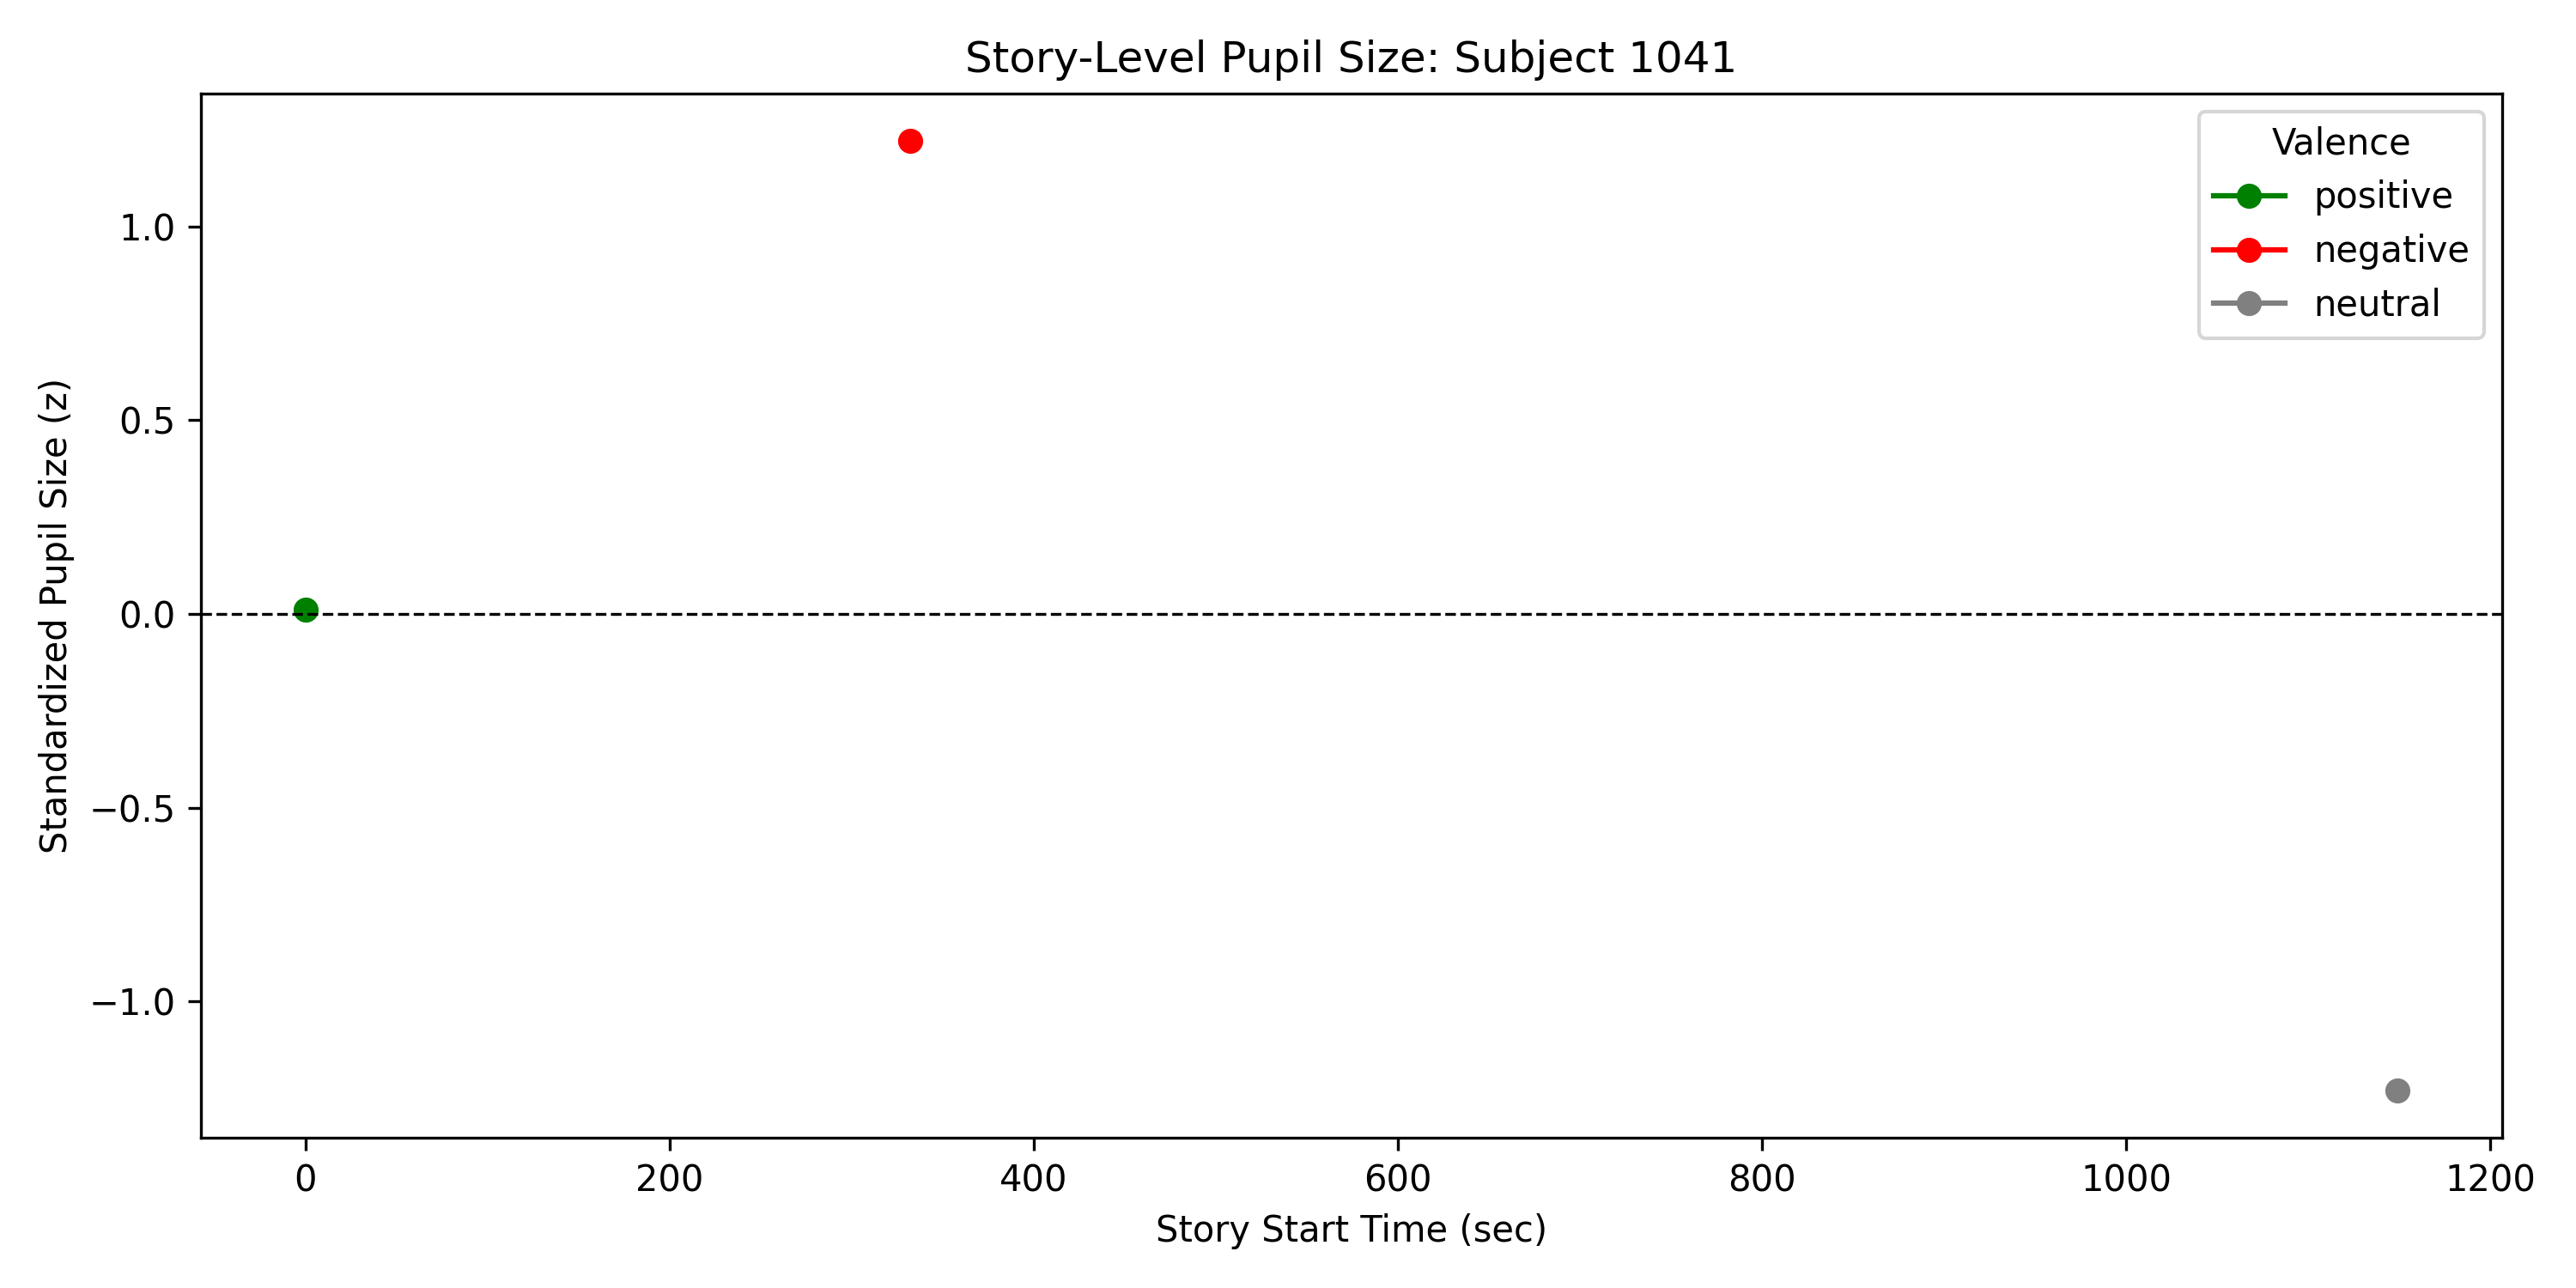 Story-Level Pupil Size: Subject 1041
Valence
positive
negative
neutral
Standardized Pupil Size (z)
1.0
0.5
0.0
−0.5
−1.0
0 200 400 600 800 1000 1200
Story Start Time (sec)